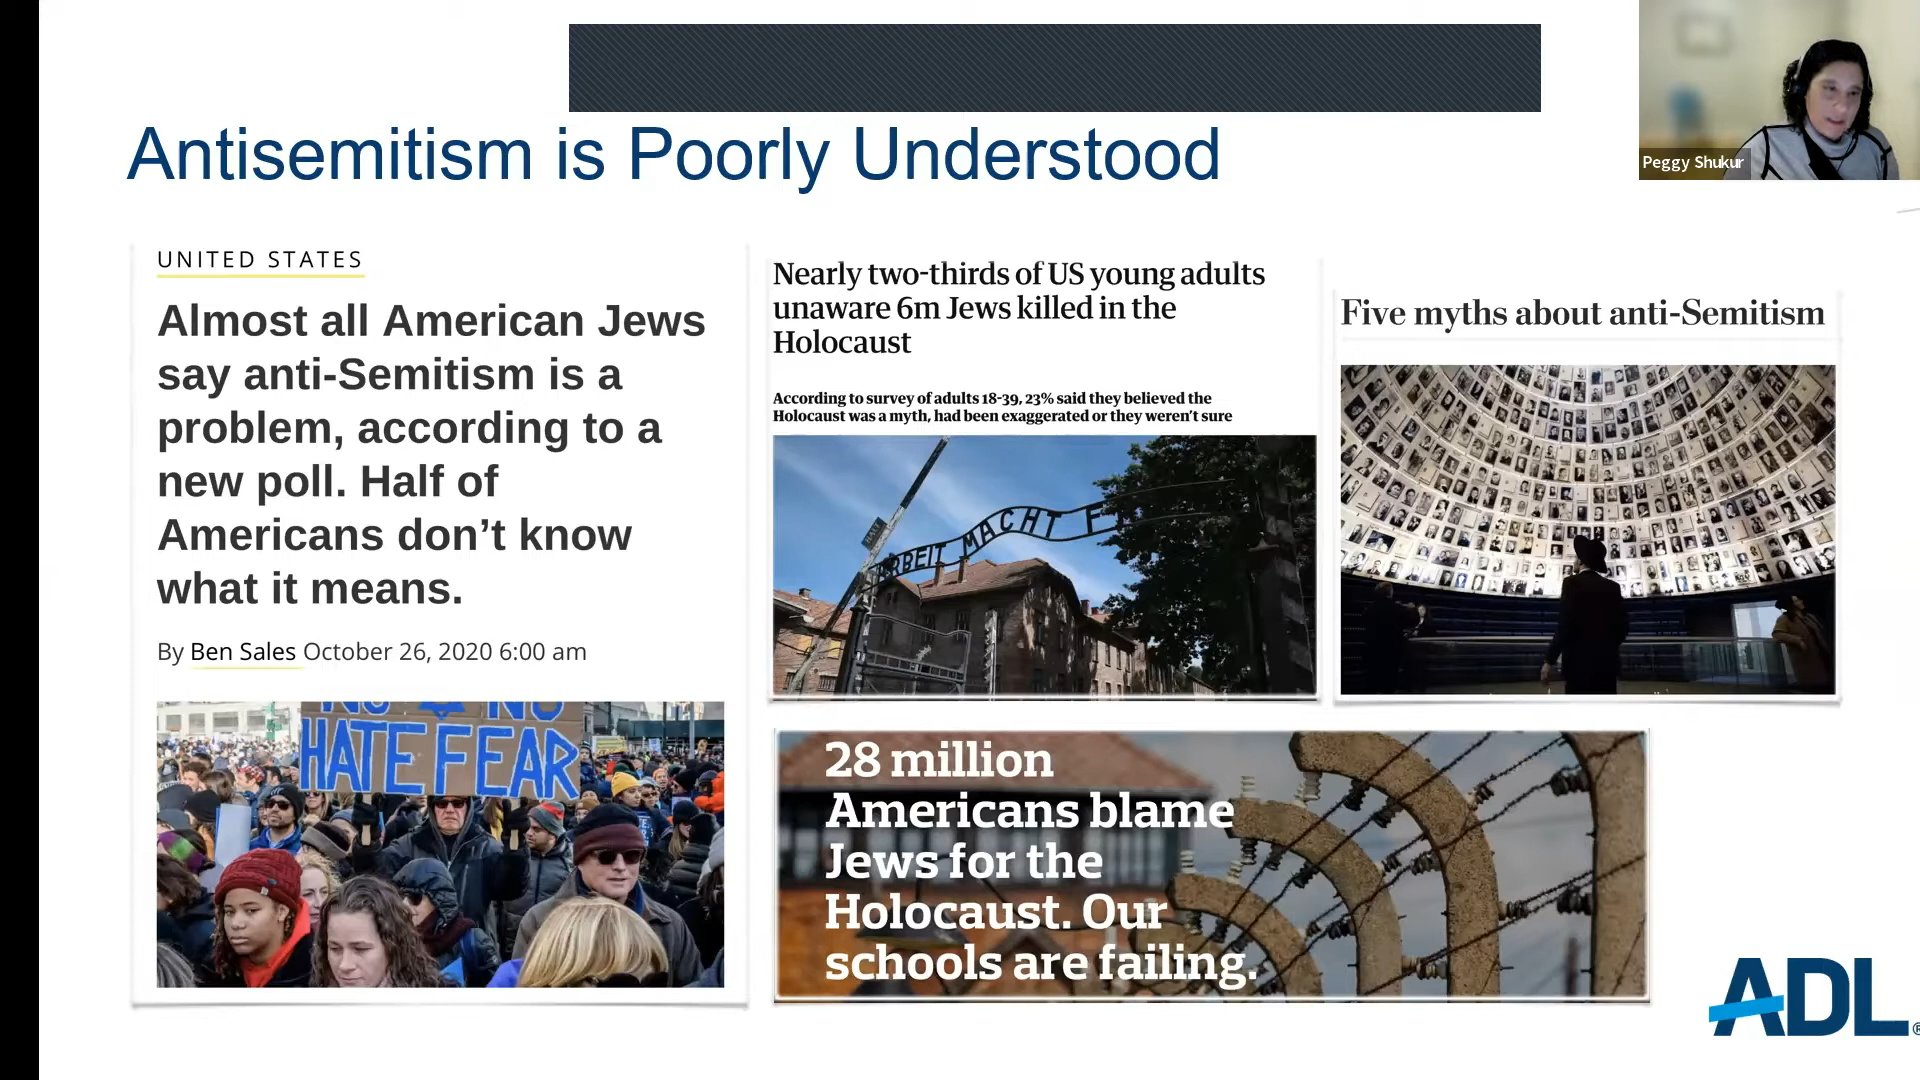 Peggy Shukur
Antisemitism is Poorly Understood
UNITED STATES
Almost all American Jews
say anti-Semitism is a
problem, according to a
new poll. Half of
Americans don’t know
what it means.
By Ben Sales October 26, 2020 6:00 am
NO NO
HATE FEAR
Nearly two-thirds of US young adults
unaware 6m Jews killed in the
Holocaust
According to survey of adults 18-39, 23% said they believed the
Holocaust was a myth, had been exaggerated or they weren’t sure
HALT
ARBEIT MACHT F
Five myths about anti-Semitism
28 million
Americans blame
Jews for the
Holocaust. Our
schools are failing.
ADL®